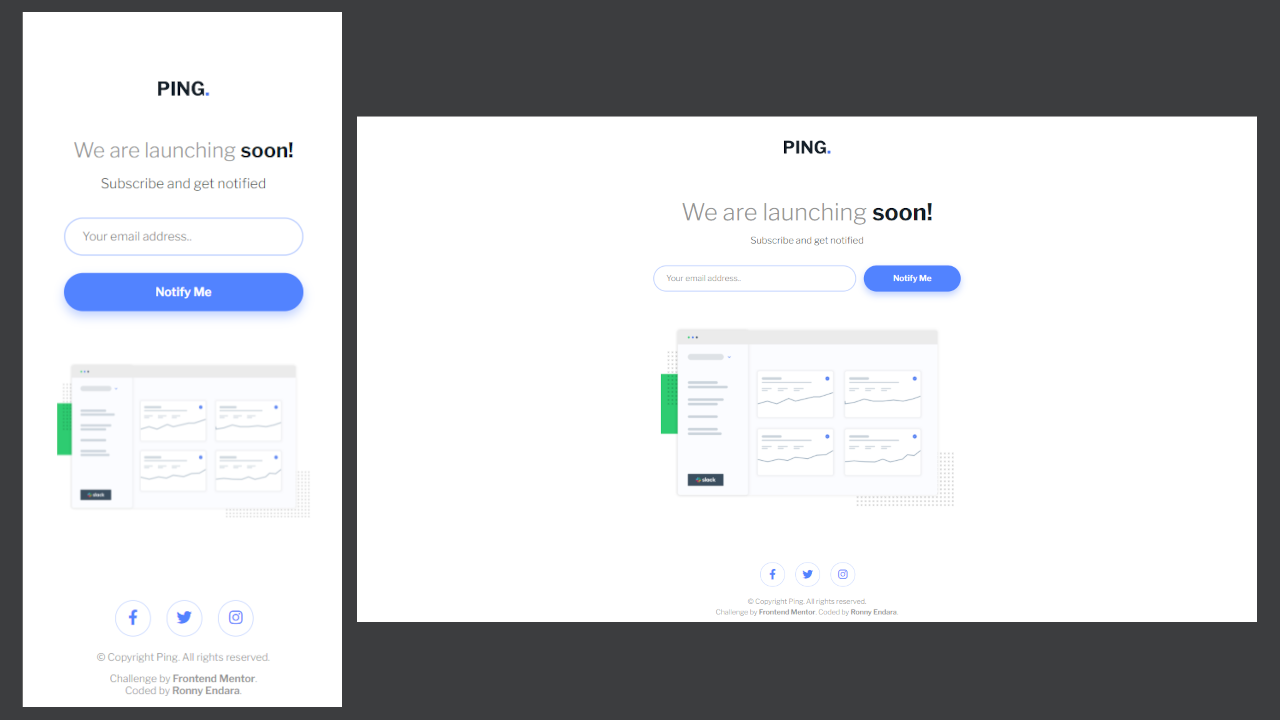 PING.
We are launching soon!
Subscribe and get notified
Your email address..
Notify Me
slack
© Copyright Ping. All rights reserved.
Challenge by Frontend Mentor.
Coded by Ronny Endara.
PING.
We are launching soon!
Subscribe and get notified
Your email address..
Notify Me
slack
© Copyright Ping. All rights reserved.
Challenge by Frontend Mentor. Coded by Ronny Endara.